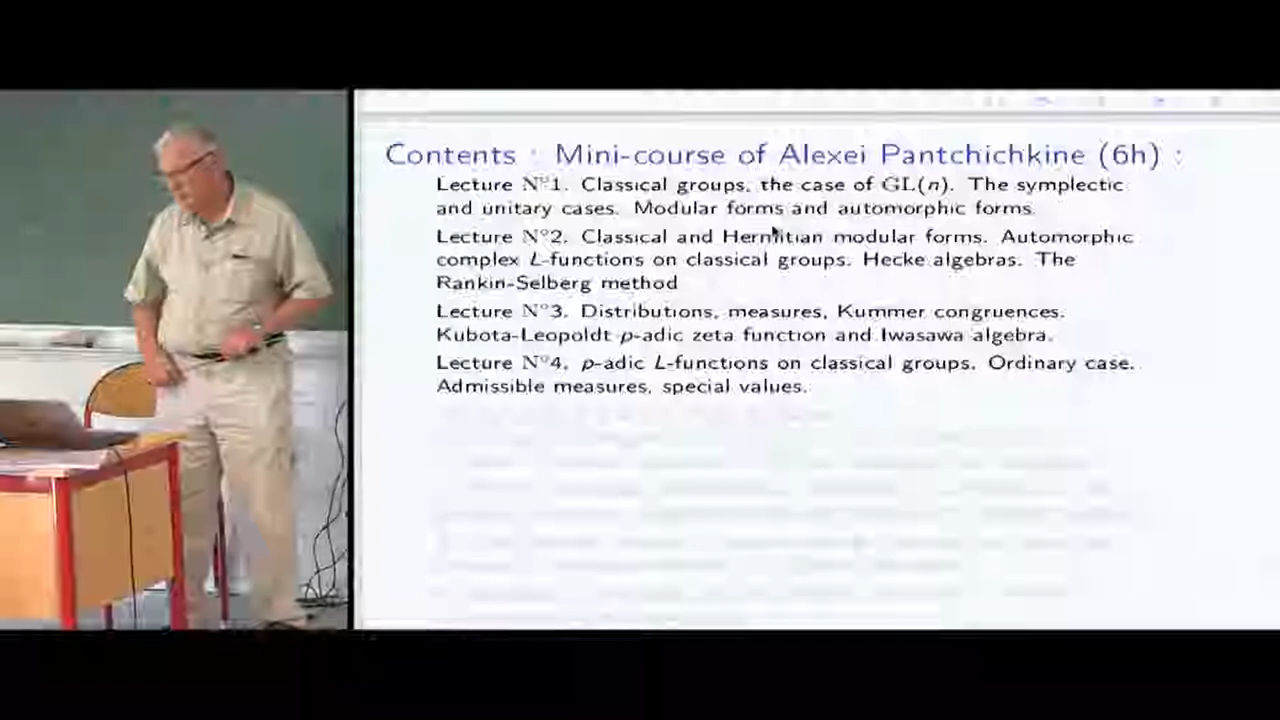 Contents : Mini-course of Alexei Pantchichkine (6h) :
Lecture N°1. Classical groups, the case of GL(n). The symplectic
and unitary cases. Modular forms and automorphic forms.
Lecture N°2. Classical and Hermitian modular forms. Automorphic
complex L-functions on classical groups. Hecke algebras. The
Rankin-Selberg method
Lecture N°3. Distributions, measures, Kummer congruences.
Kubota-Leopoldt p-adic zeta function and Iwasawa algebra.
Lecture N°4. p-adic L-functions on classical groups. Ordinary case.
Admissible measures, special values.